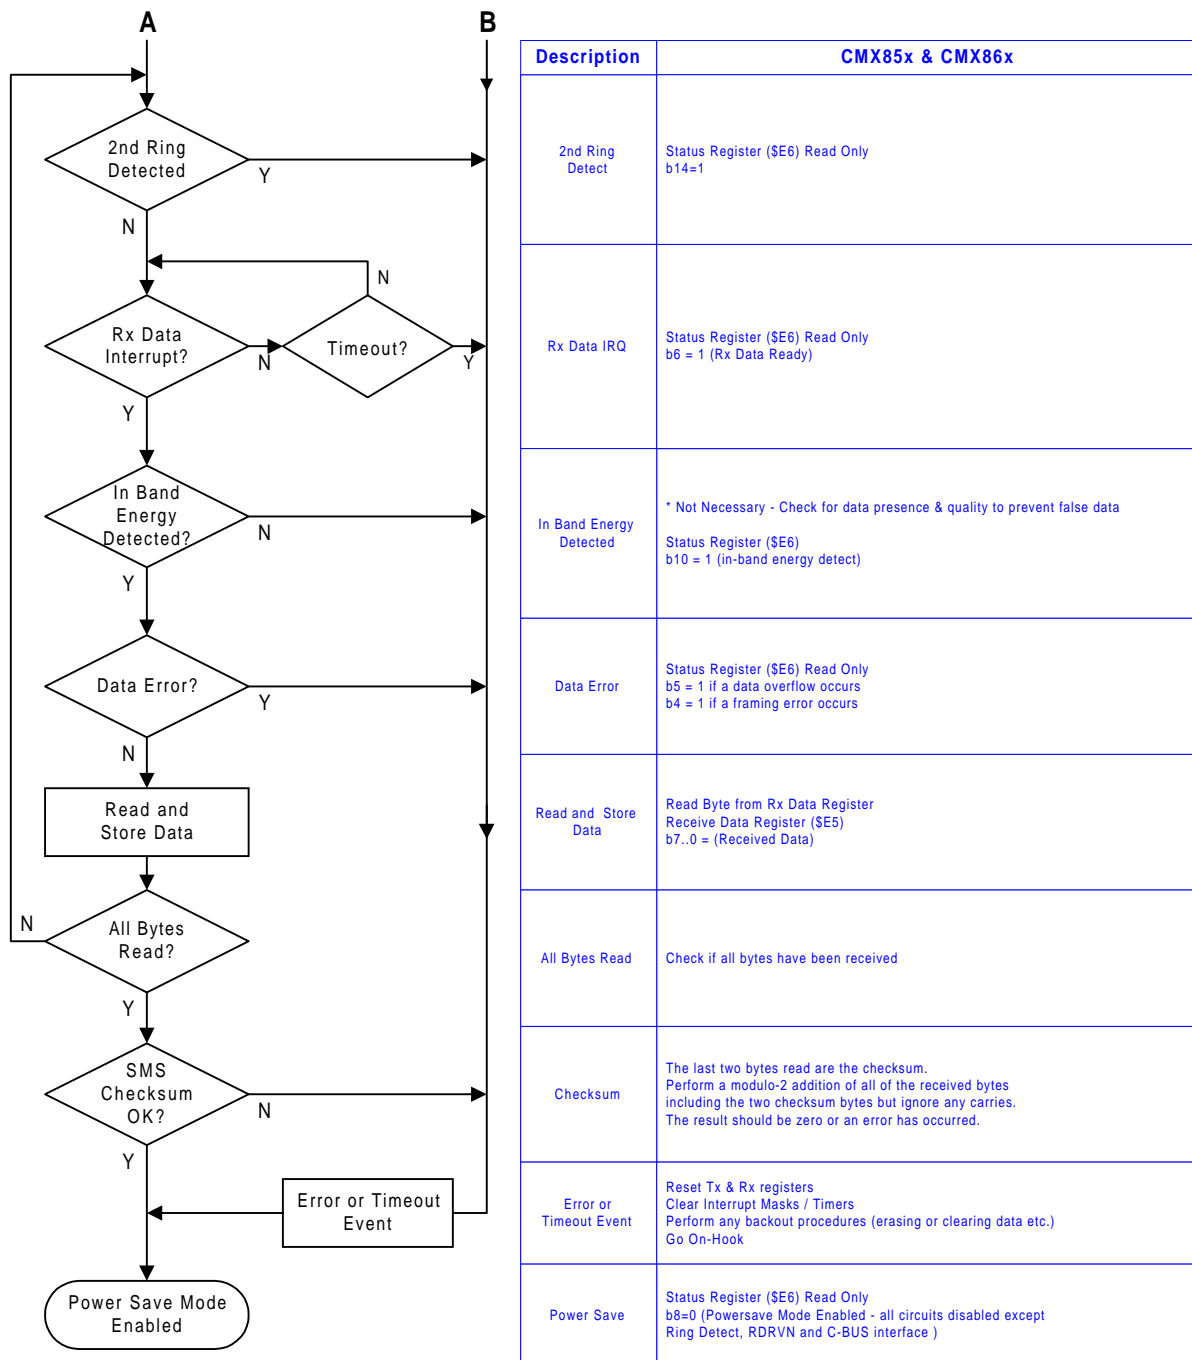 A
B
2nd Ring
Detected
Y
N
N
Rx Data
Interrupt?
N
Timeout?
Y
Y
In Band
Energy
Detected?
N
Y
Data Error?
Y
N
Read and
Store Data
N
All Bytes
Read?
Y
SMS
Checksum
OK?
N
Y
Error or Timeout
Event
Power Save Mode
Enabled
Description
CMX85x & CMX86x
2nd Ring
Detect
Status Register ($E6) Read Only
b14=1
Rx Data IRQ
Status Register ($E6) Read Only
b6 = 1 (Rx Data Ready)
In Band Energy
Detected
* Not Necessary - Check for data presence & quality to prevent false data
Status Register ($E6)
b10 = 1 (in-band energy detect)
Data Error
Status Register ($E6) Read Only
b5 = 1 if a data overflow occurs
b4 = 1 if a framing error occurs
Read and Store
Data
Read Byte from Rx Data Register
Receive Data Register ($E5)
b7..0 = (Received Data)
All Bytes Read
Check if all bytes have been received
Checksum
The last two bytes read are the checksum.
Perform a modulo-2 addition of all of the received bytes
including the two checksum bytes but ignore any carries.
The result should be zero or an error has occurred.
Error or
Timeout Event
Reset Tx & Rx registers
Clear Interrupt Masks / Timers
Perform any backout procedures (erasing or clearing data etc.)
Go On-Hook
Power Save
Status Register ($E6) Read Only
b8=0 (Powersave Mode Enabled - all circuits disabled except
Ring Detect, RDRVN and C-BUS interface )